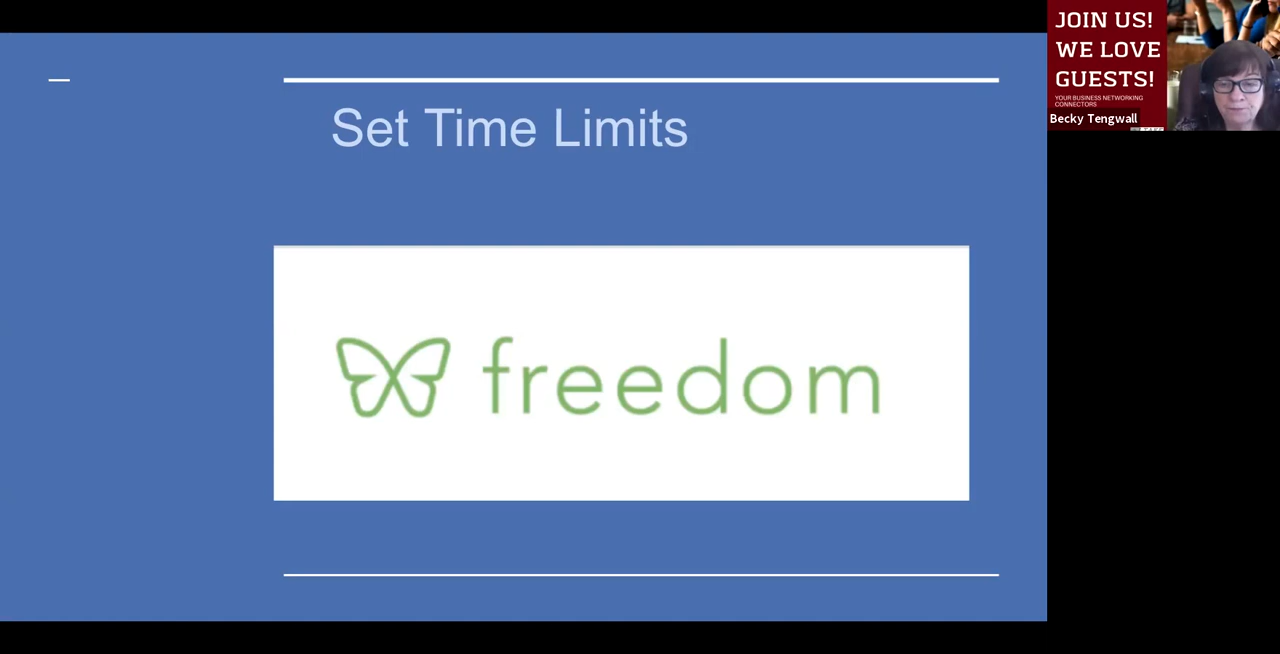 Set Time Limits
freedom
JOIN US!
WE LOVE
GUESTS!
YOUR BUSINESS NETWORKING
CONNECTORS
Becky Tengwall